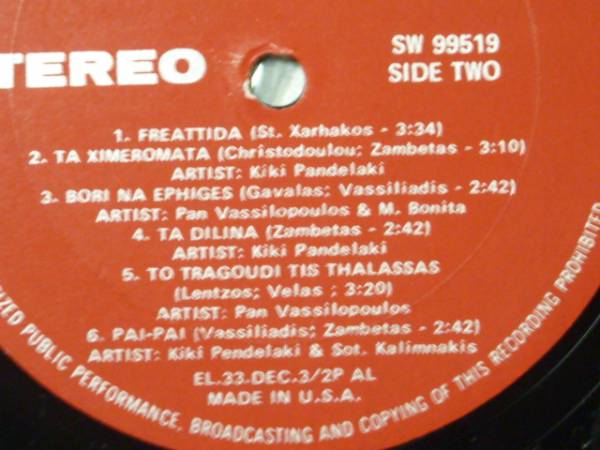 TEREO
SW 99519
SIDE TWO
1. FREATTIDA (St. Xarhakos - 3:34)
2. TA XIMEROMATA (Christodoulou; Zambetas - 3:10)
ARTIST: Kiki Pandelaki
3. BORI NA EPHIGES (Gavalas; Vassiliadis - 2:42)
ARTIST: Pan Vassilopoulos & M. Bonita
4. TA DILINA (Zambetas - 2:42)
ARTIST: Kiki Pandelaki
5. TO TRAGOUDI TIS THALASSAS
(Lentzos; Velas ; 3:20)
ARTIST: Pan Vassilopoulos
6. PAI-PAI (Vassiliadis; Zambetas - 2:42)
ARTIST: Kiki Pendelaki & Sot. Kalimnakis
EL.33.DEC.3/2P AL
MADE IN U.S.A.
IZED PUBLIC PERFORMANCE, BROADCASTING AND COPYING OF THIS RECORDING PROHIBITED